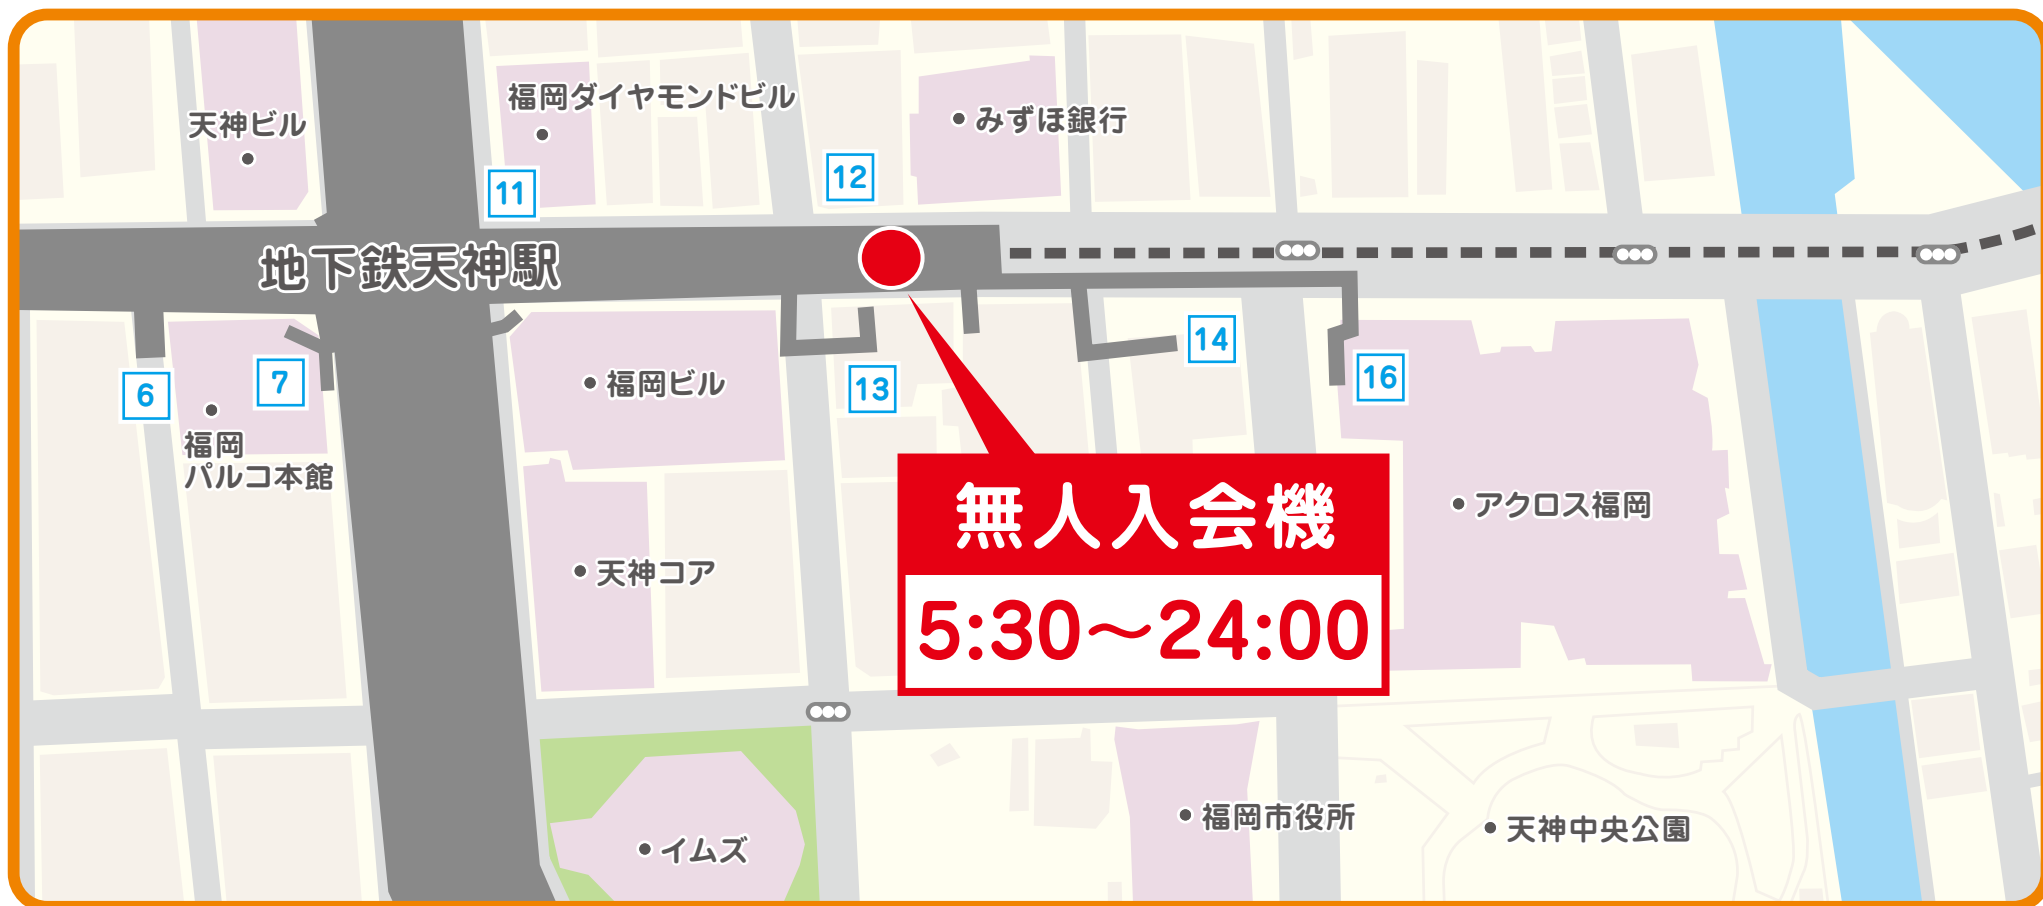 福岡ダイヤモンドビル
みずほ銀行
天神ビル
12
11
地下鉄天神駅
14
16
7
6
福岡ビル
13
福岡
パルコ本館
無人入会機
アクロス福岡
天神コア
5:30～24:00
福岡市役所
天神中央公園
イムズ